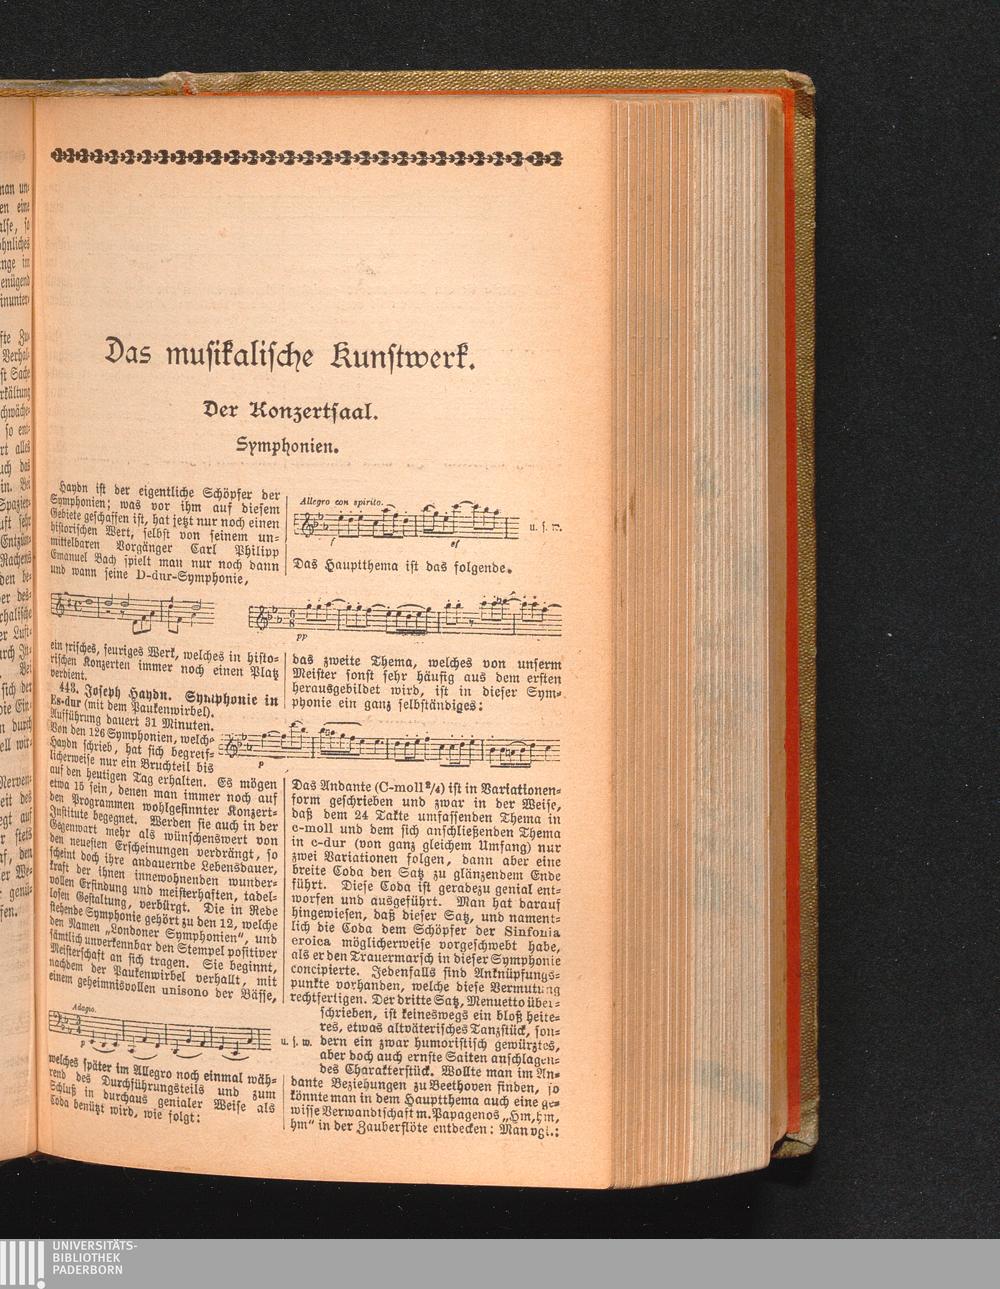 Das musikalische Kunstwerk.
Der Konzertsaal.
Symphonien.
Haydn ist der eigentliche Schöpfer der
Symphonien; was vor ihm auf diesem
Gebiete geschaffen ist, hat jetzt nur noch einen
historischen Wert, selbst von seinem un-
mittelbaren Vorgänger Carl Philipp
Emanuel Bach spielt man nur noch dann
und wann seine D-dur-Symphonie,
ein frisches, feuriges Werk, welches in histo-
rischen Konzerten immer noch einen Platz
verdient.
443. Joseph Haydn. Symphonie in
Es-dur (mit dem Paukenwirbel).
Aufführung dauert 31 Minuten.
Von den 126 Symphonien, welche
Haydn schrieb, hat sich begreif-
licherweise nur ein Bruchteil bis
auf den heutigen Tag erhalten. Es mögen
etwa 15 sein, denen man immer noch auf
den Programmen wohlgesinnter Konzert-
Institute begegnet. Werden sie auch in der
Gegenwart mehr als wünschenswert von
den neuesten Erscheinungen verdrängt, so
scheint doch ihre andauernde Lebensdauer,
kraft der ihnen innewohnenden wunder-
vollen Erfindung und meisterhaften, tadel-
losen Gestaltung, verbürgt. Die in Rede
stehende Symphonie gehört zu den 12, welche
den Namen „Londoner Symphonien", und
sämtlich unverkennbar den Stempel positiver
Meisterschaft an sich tragen. Sie beginnt,
nachdem der Paukenwirbel verhallt, mit
einem geheimnisvollen unisono der Bässe,
Adagio.
p
u. s. w.
welches später im Allegro noch einmal wäh-
rend des Durchführungsteils und zum
Schluß in durchaus genialer Weise als
Coda benützt wird, wie folgt:
Allegro con spirito.
f sf
u. s. w.
Das Hauptthema ist das folgende.
pp
das zweite Thema, welches von unserm
Meister sonst sehr häufig aus dem ersten
herausgebildet wird, ist in dieser Sym-
phonie ein ganz selbständiges:
p
Das Andante (C-moll 2/4) ist in Variationen-
form geschrieben und zwar in der Weise,
daß dem 24 Takte umfassenden Thema in
c-moll und dem sich anschließenden Thema
in c-dur (von ganz gleichem Umfang) nur
zwei Variationen folgen, dann aber eine
breite Coda den Satz zu glänzendem Ende
führt. Diese Coda ist geradezu genial ent-
worfen und ausgeführt. Man hat darauf
hingewiesen, daß dieser Satz, und nament-
lich die Coda dem Schöpfer der Sinfonia
eroica möglicherweise vorgeschwebt habe,
als er den Trauermarsch in dieser Symphonie
concipierte. Jedenfalls sind Anknüpfungs-
punkte vorhanden, welche diese Vermutung
rechtfertigen. Der dritte Satz, Menuetto über-
schrieben, ist keineswegs ein bloß heite-
res, etwas altväterisches Tanzstück, son-
dern ein zwar humoristisch gewürztes,
aber doch auch ernste Saiten anschlagen-
des Charakterstück. Wollte man im An-
dante Beziehungen zu Beethoven finden, so
könnte man in dem Hauptthema auch eine ge-
wisse Verwandtschaft m. Papagenos „Hm, hm,
hm" in der Zauberflöte entdecken: Man vgl.:
UNIVERSITÄTS-
BIBLIOTHEK
PADERBORN